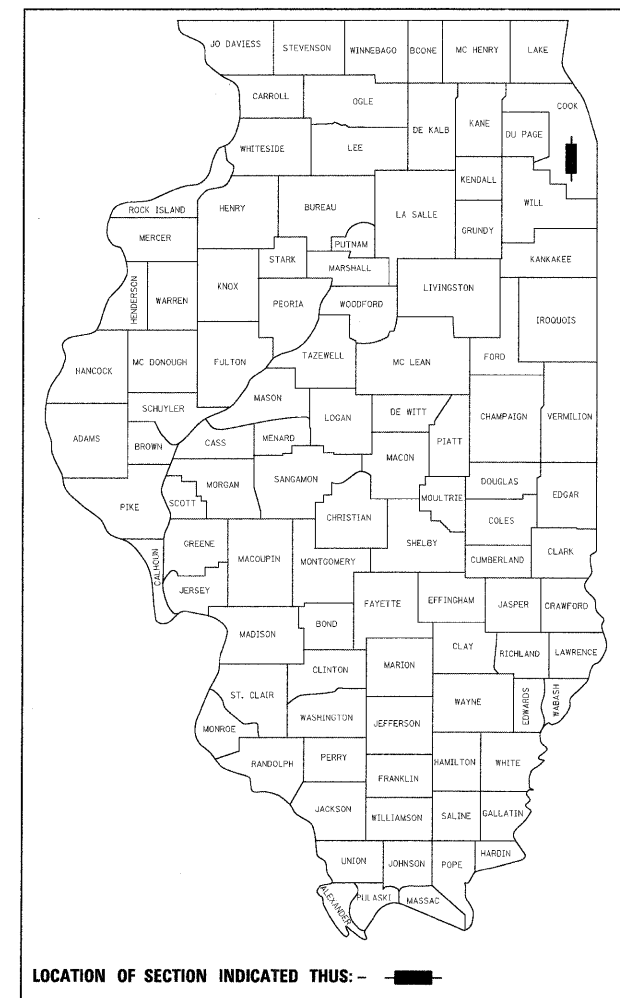 JO DAVIESS STEVENSON WINNEBAGO BOONE MC HENRY LAKE
CARROLL OGLE COOK
DE KALB KANE DU PAGE
WHITESIDE LEE
KENDALL
ROCK ISLAND HENRY BUREAU LA SALLE WILL
MERCER PUTNAM GRUNDY
STARK MARSHALL KANKAKEE
HENDERSON WARREN KNOX PEORIA WOODFORD LIVINGSTON IROQUOIS
HANCOCK MC DONOUGH FULTON TAZEWELL MC LEAN FORD
MASON
SCHUYLER LOGAN DE WITT CHAMPAIGN VERMILION
ADAMS BROWN CASS MENARD PIATT
MACON
MORGAN SANGAMON DOUGLAS
PIKE SCOTT CHRISTIAN MOULTRIE EDGAR
COLES
GREENE MACOUPIN SHELBY
CALHOUN MONTGOMERY CUMBERLAND CLARK
JERSEY FAYETTE EFFINGHAM JASPER CRAWFORD
MADISON BOND
CLAY RICHLAND LAWRENCE
CLINTON MARION
ST. CLAIR WAYNE EDWARDS WABASH
WASHINGTON JEFFERSON
MONROE
RANDOLPH PERRY HAMILTON WHITE
FRANKLIN
JACKSON WILLIAMSON SALINE GALLATIN
UNION JOHNSON POPE HARDIN
ALEXANDER PULASKI MASSAC
LOCATION OF SECTION INDICATED THUS: -